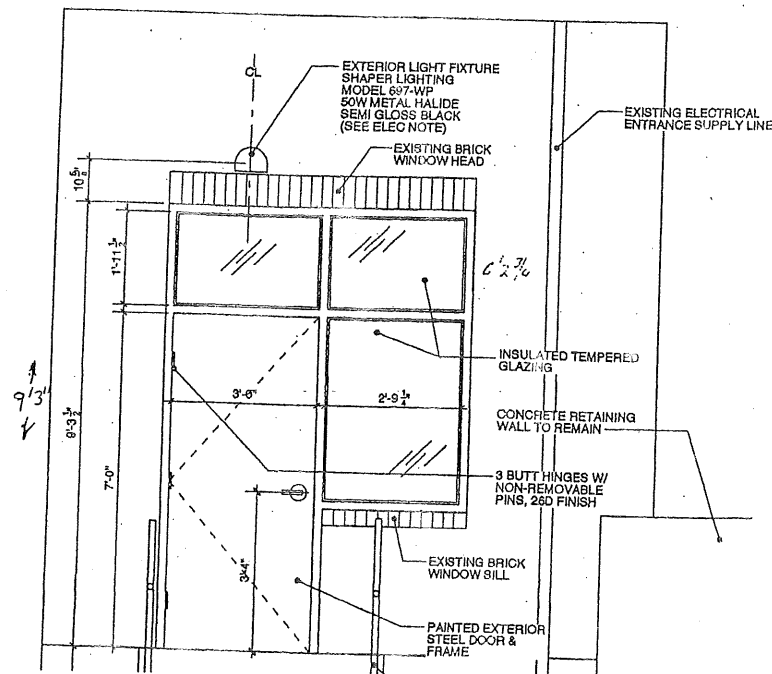 CL
EXTERIOR LIGHT FIXTURE
SHAPER LIGHTING
MODEL 697-WP
50W METAL HALIDE
SEMI GLOSS BLACK
(SEE ELEC NOTE)
EXISTING ELECTRICAL
ENTRANCE SUPPLY LINE
EXISTING BRICK
WINDOW HEAD
1'-11 1/2"
INSULATED TEMPERED
GLAZING
3'-6"
2'-9 1/4"
9'3"
9'-3 1/2"
7'-0"
CONCRETE RETAINING
WALL TO REMAIN
3 BUTT HINGES W/
NON-REMOVABLE
PINS, 26D FINISH
3'-4"
EXISTING BRICK
WINDOW SILL
PAINTED EXTERIOR
STEEL DOOR &
FRAME